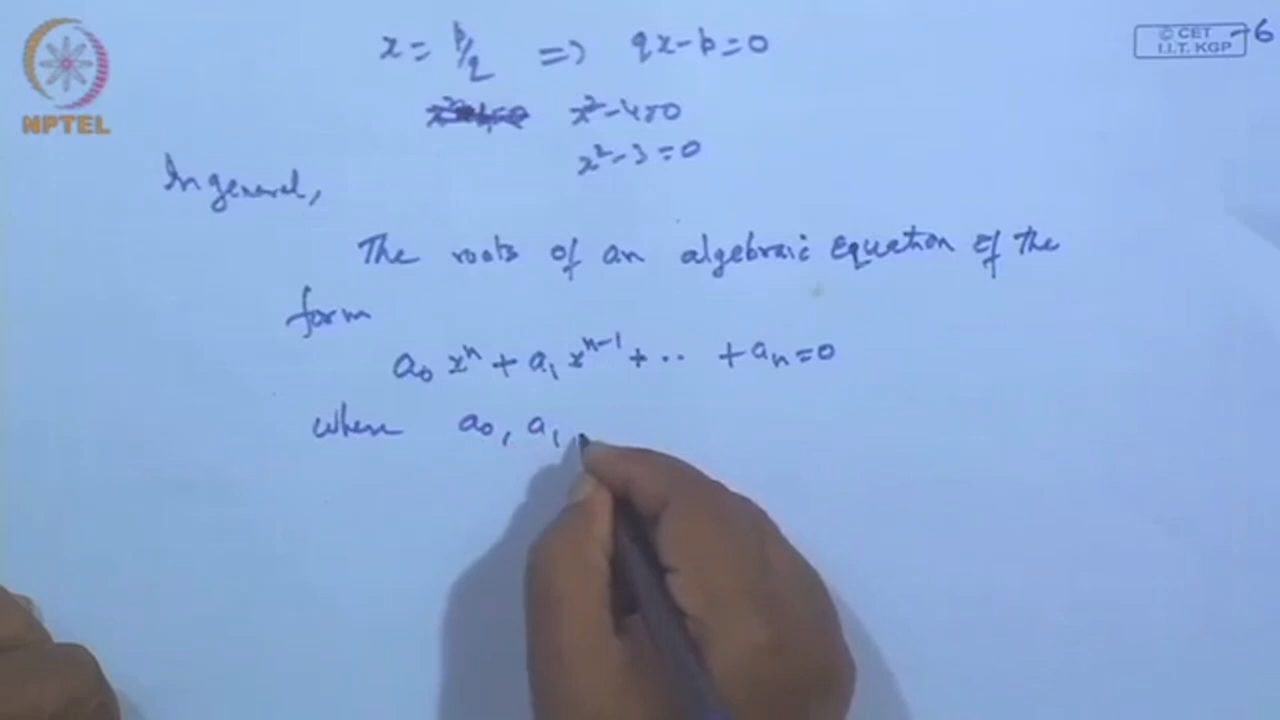 x = p/q => qx-p=0
© CET
I.I.T. KGP
-6
x²-4=0
x²-3=0
NPTEL
In general,
The roots of an algebraic equation of the
form
a₀ xⁿ + a₁ xⁿ⁻¹ + .. + aₙ=0
where a₀, a₁